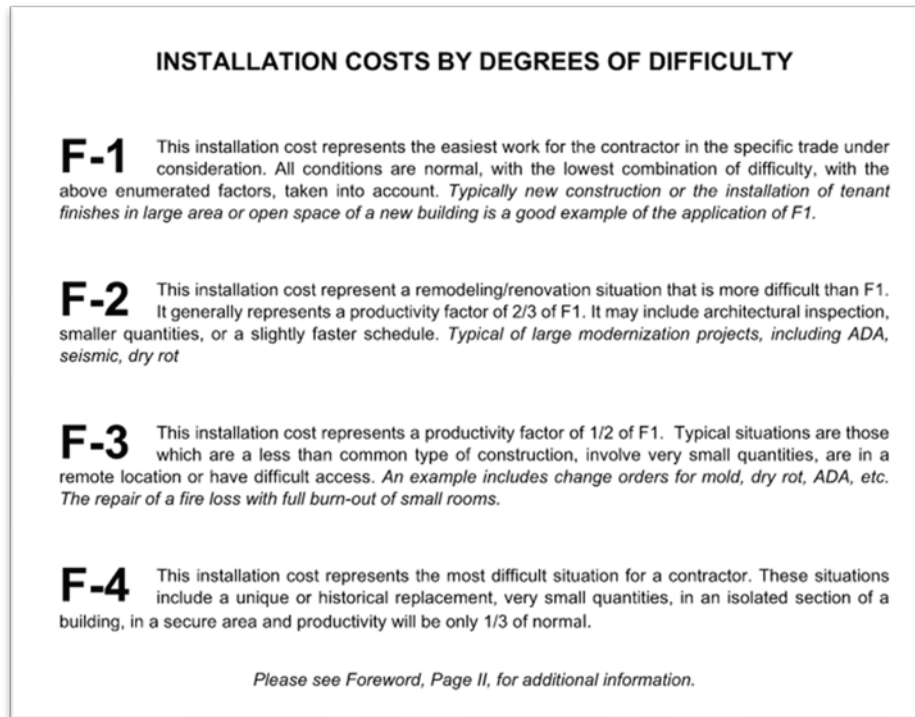 INSTALLATION COSTS BY DEGREES OF DIFFICULTY
F-1 This installation cost represents the easiest work for the contractor in the specific trade under
consideration. All conditions are normal, with the lowest combination of difficulty, with the
above enumerated factors, taken into account. Typically new construction or the installation of tenant
finishes in large area or open space of a new building is a good example of the application of F1.
F-2 This installation cost represent a remodeling/renovation situation that is more difficult than F1.
It generally represents a productivity factor of 2/3 of F1. It may include architectural inspection,
smaller quantities, or a slightly faster schedule. Typical of large modernization projects, including ADA,
seismic, dry rot
F-3 This installation cost represents a productivity factor of 1/2 of F1. Typical situations are those
which are a less than common type of construction, involve very small quantities, are in a
remote location or have difficult access. An example includes change orders for mold, dry rot, ADA, etc.
The repair of a fire loss with full burn-out of small rooms.
F-4 This installation cost represents the most difficult situation for a contractor. These situations
include a unique or historical replacement, very small quantities, in an isolated section of a
building, in a secure area and productivity will be only 1/3 of normal.
Please see Foreword, Page II, for additional information.